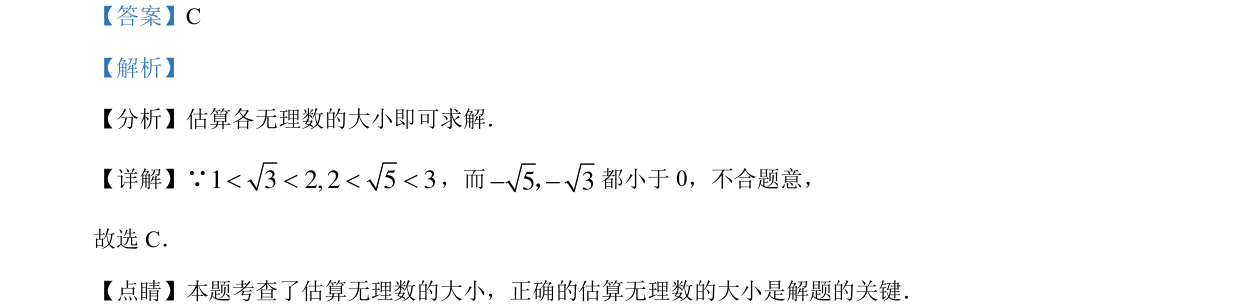 【答案】C
【解析】
【分析】估算各无理数的大小即可求解．
【详解】∵1<√3<2,2<√5<3，而-√5,-√3都小于 0，不合题意，
故选 C．
【点睛】本题考查了估算无理数的大小，正确的估算无理数的大小是解题的关键．